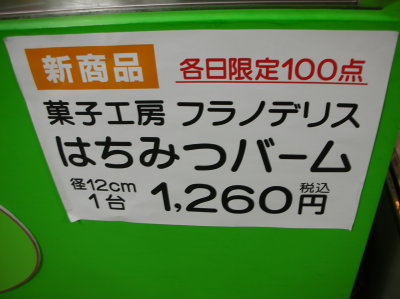 新商品 各日限定100点
菓子工房 フラノデリス
はちみつバーム
径12cm 税込
1台 1,260円